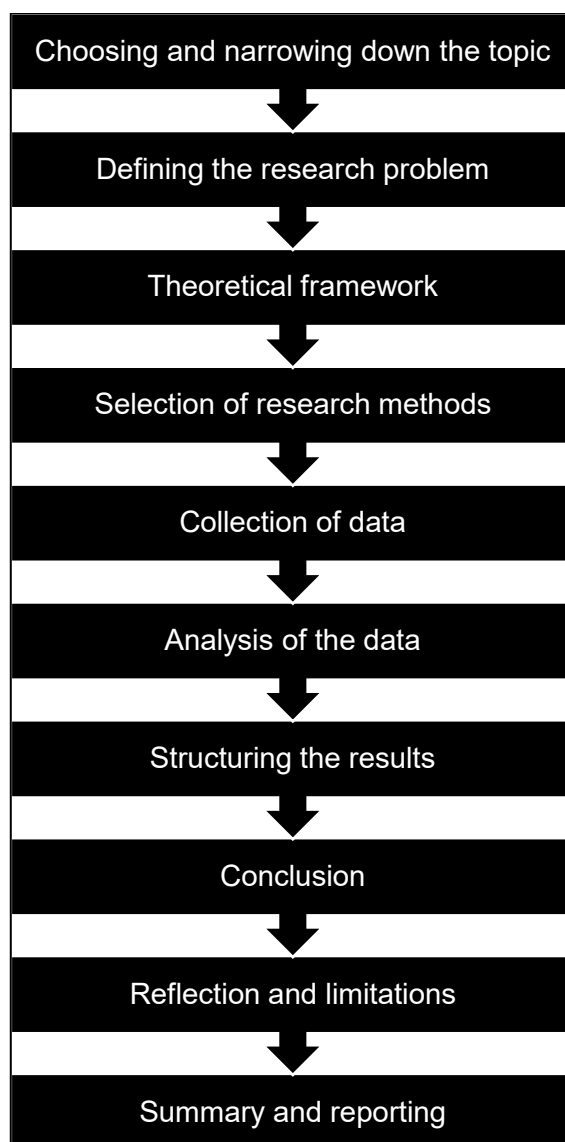 Choosing and narrowing down the topic
Defining the research problem
Theoretical framework
Selection of research methods
Collection of data
Analysis of the data
Structuring the results
Conclusion
Reflection and limitations
Summary and reporting